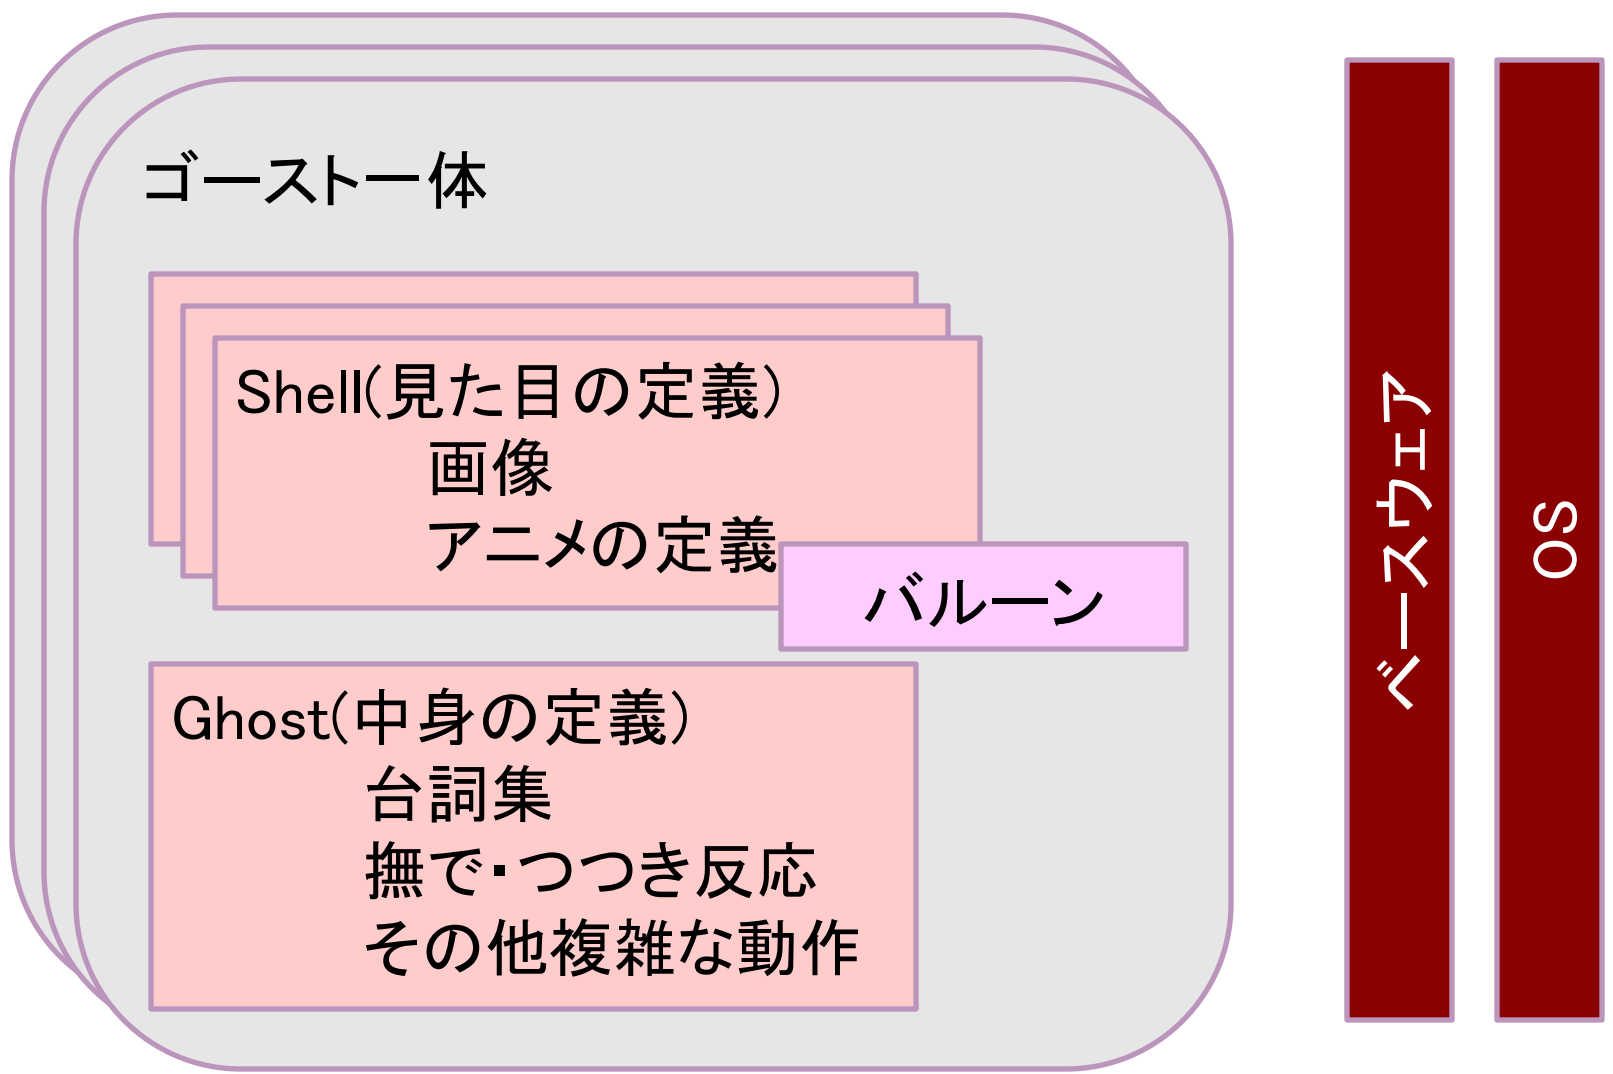 ゴースト一体
Shell(見た目の定義)
画像
アニメの定義
バルーン
Ghost(中身の定義)
台詞集
撫で・つつき反応
その他複雑な動作
ベースウェア
OS